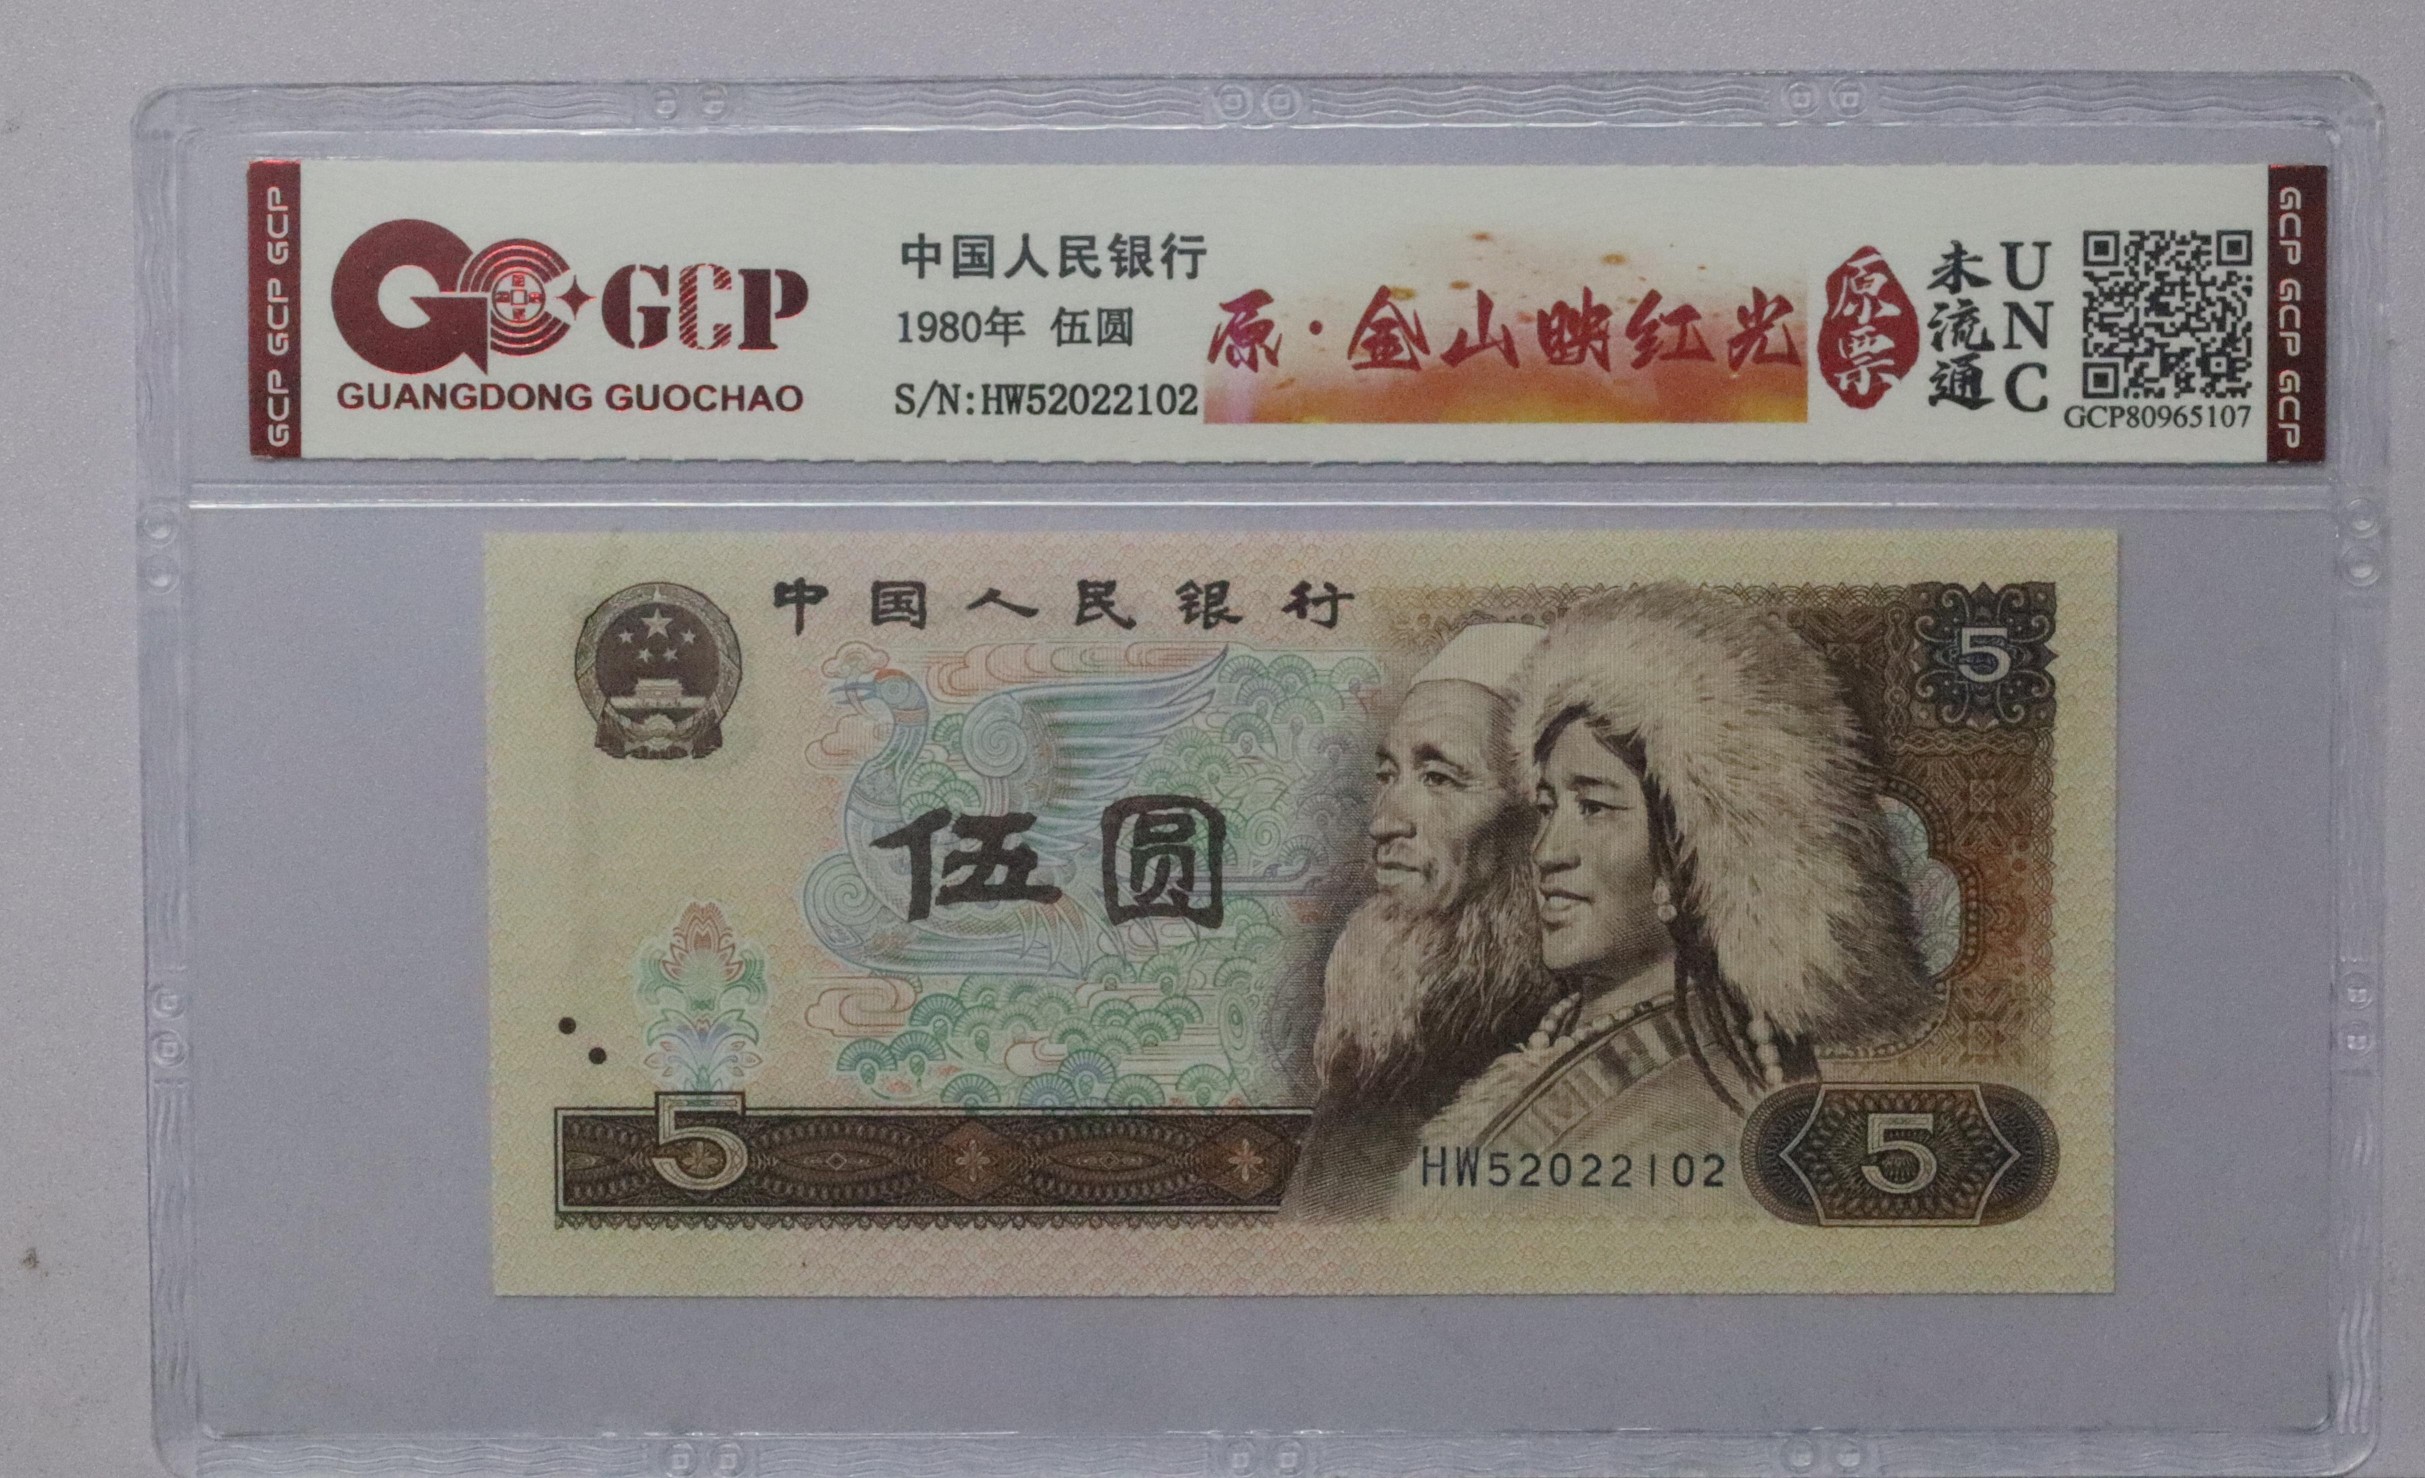 GCP GCP GCP
GCP
GUANGDONG GUOCHAO
中国人民银行
1980年 伍圆
S/N:HW52022102
原·金山映红光
原票
未流通
UNC
GCP80965107
GCP GCP GCP
中国人民银行
5
伍圆
5
HW52022102
5